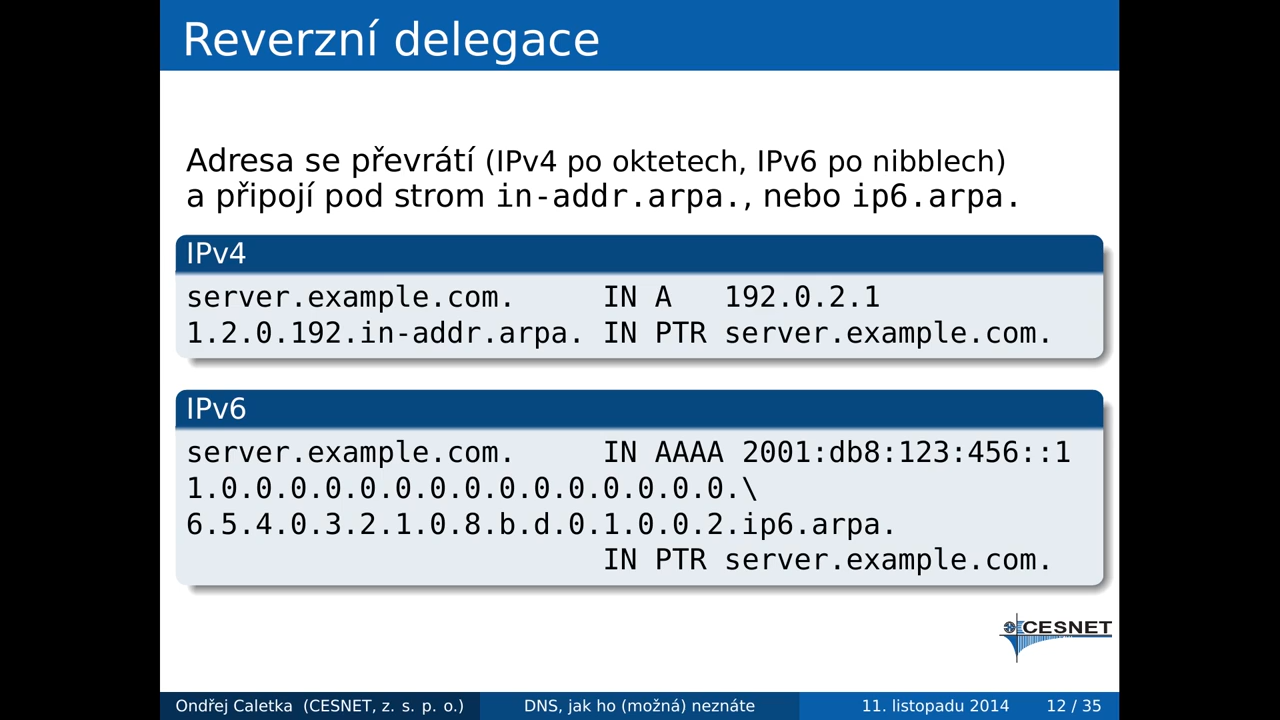 Reverzní delegace
Adresa se převrátí (IPv4 po oktetech, IPv6 po nibblech)
a připojí pod strom in-addr.arpa., nebo ip6.arpa.
IPv4
server.example.com. IN A 192.0.2.1
1.2.0.192.in-addr.arpa. IN PTR server.example.com.
IPv6
server.example.com. IN AAAA 2001:db8:123:456::1
1.0.0.0.0.0.0.0.0.0.0.0.0.0.0.0.\
6.5.4.0.3.2.1.0.8.b.d.0.1.0.0.2.ip6.arpa.
IN PTR server.example.com.
CESNET
Ondřej Caletka (CESNET, z. s. p. o.) DNS, jak ho (možná) neznáte 11. listopadu 2014 12 / 35